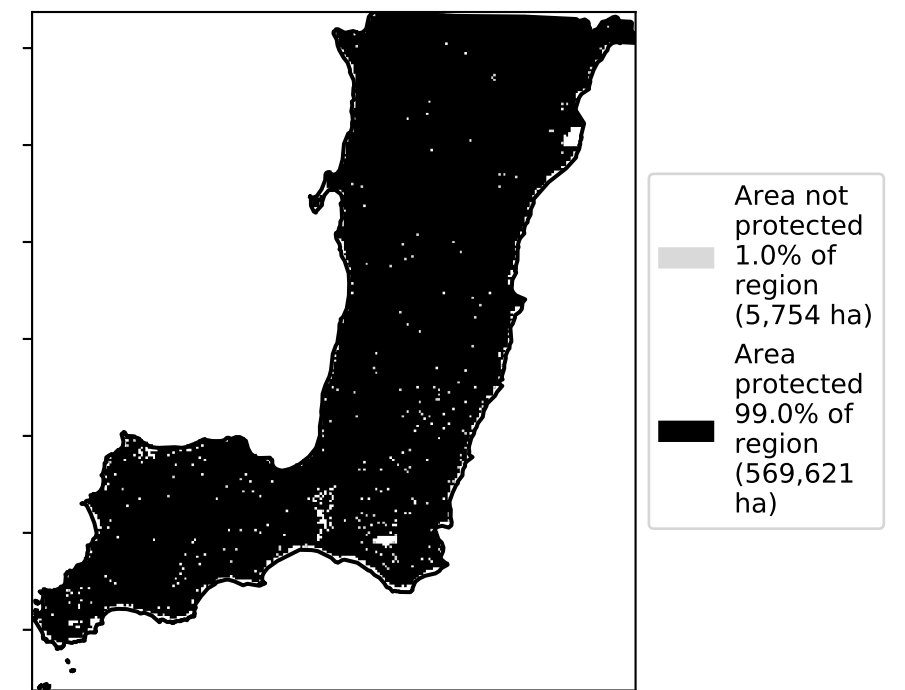 Area not
protected
1.0% of
region
(5,754 ha)
Area
protected
99.0% of
region
(569,621
ha)